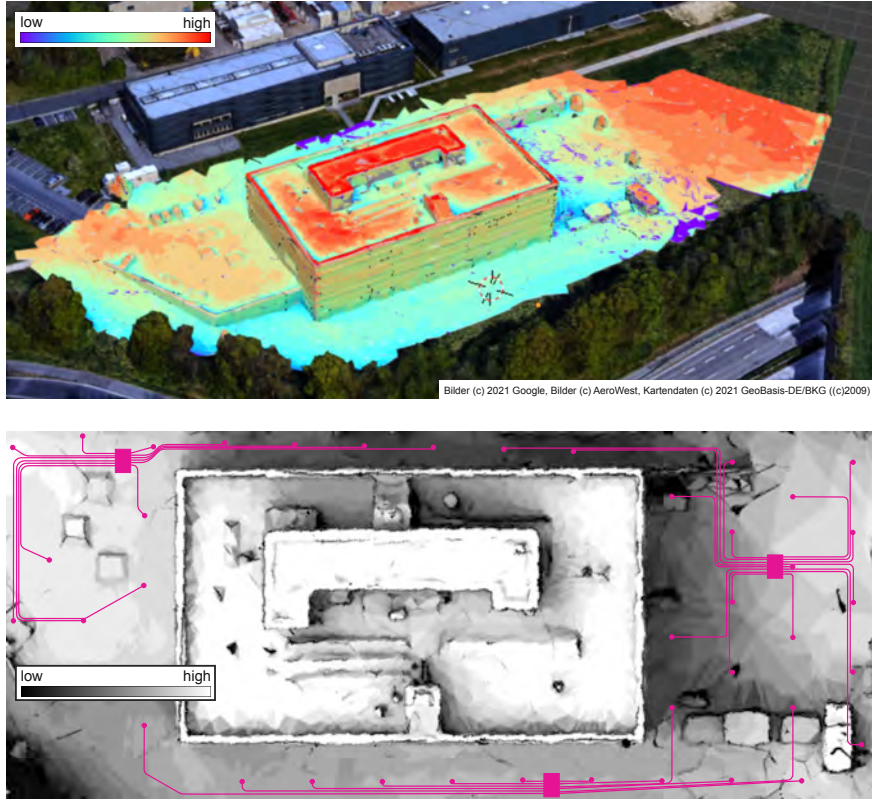 low high
Bilder (c) 2021 Google, Bilder (c) AeroWest, Kartendaten (c) 2021 GeoBasis-DE/BKG ((c)2009)
low high